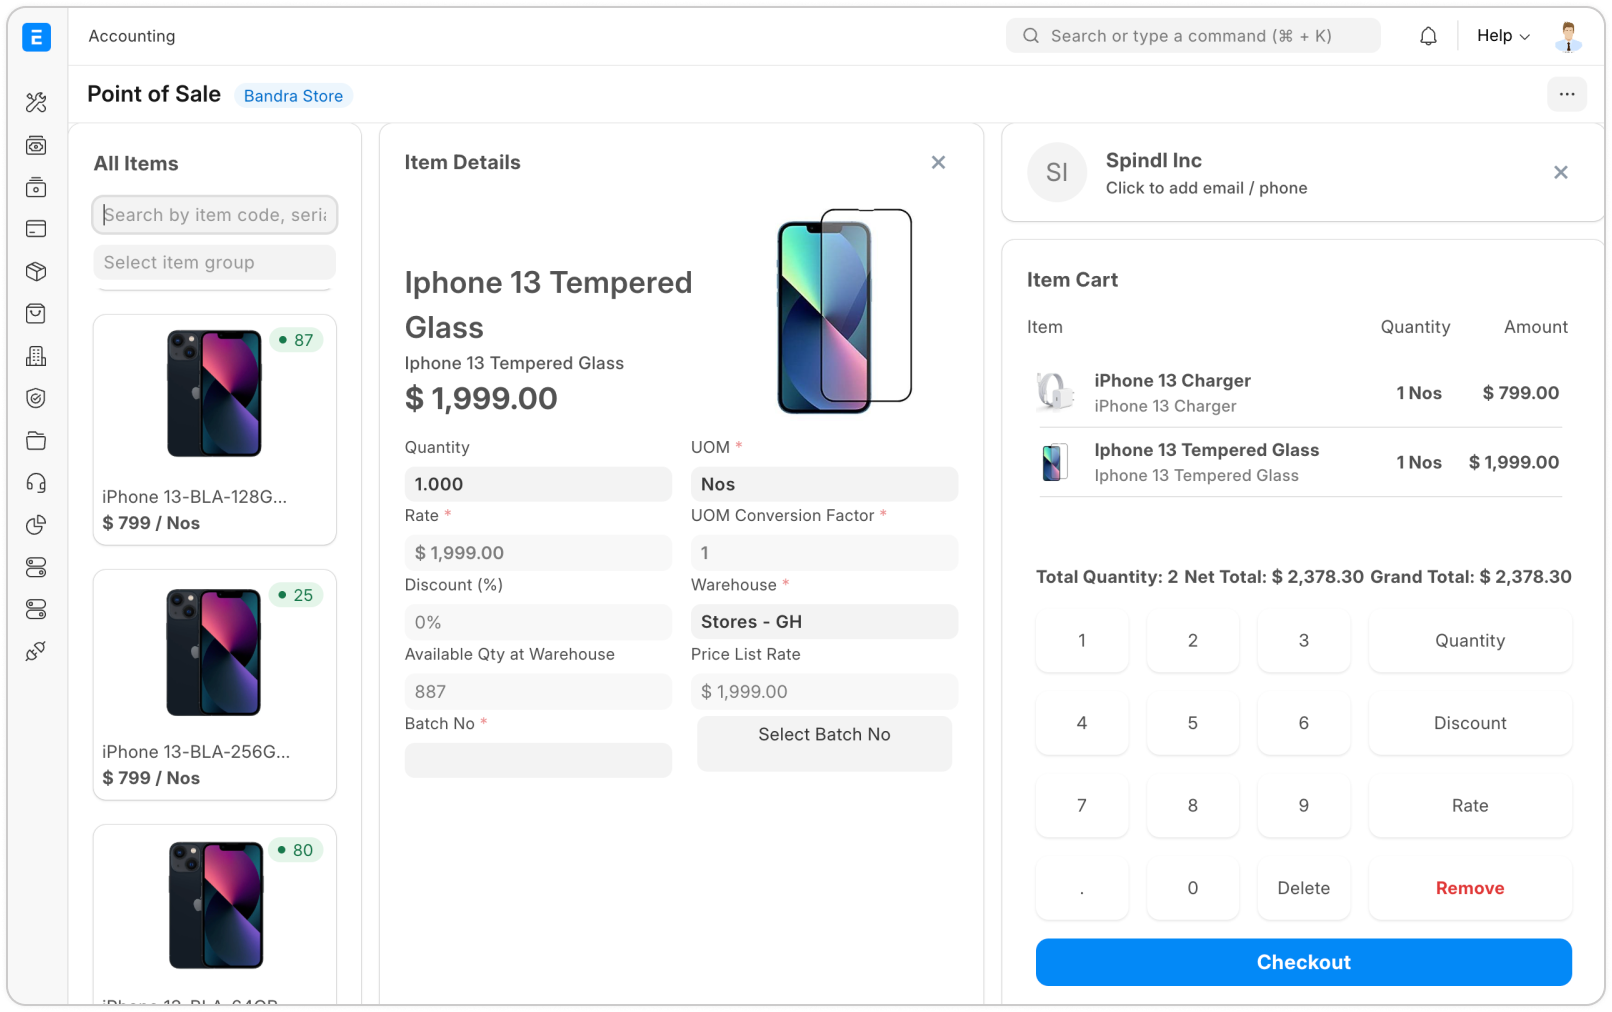 Accounting
Search or type a command (⌘ + K)
Help
Point of Sale
Bandra Store
...
All Items
Search by item code, seria
Select item group
87
iPhone 13-BLA-128G...
$ 799 / Nos
25
iPhone 13-BLA-256G...
$ 799 / Nos
80
Item Details
Iphone 13 Tempered
Glass
Iphone 13 Tempered Glass
$ 1,999.00
Quantity
1.000
UOM *
Nos
Rate *
$ 1,999.00
UOM Conversion Factor *
1
Discount (%)
0%
Warehouse *
Stores - GH
Available Qty at Warehouse
887
Price List Rate
$ 1,999.00
Batch No *
Select Batch No
SI
Spindl Inc
Click to add email / phone
Item Cart
Item Quantity Amount
iPhone 13 Charger
iPhone 13 Charger
1 Nos $ 799.00
Iphone 13 Tempered Glass
Iphone 13 Tempered Glass
1 Nos $ 1,999.00
Total Quantity: 2 Net Total: $ 2,378.30 Grand Total: $ 2,378.30
1 2 3 Quantity
4 5 6 Discount
7 8 9 Rate
. 0 Delete Remove
Checkout